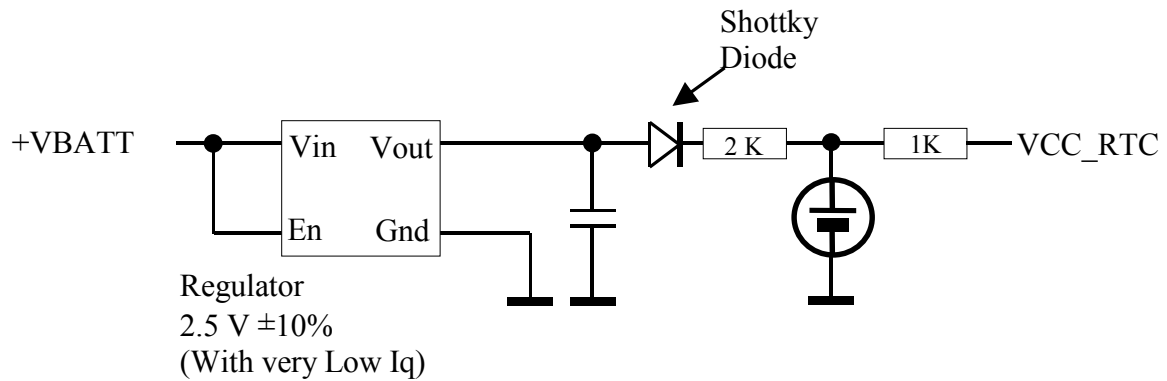 Shottky
Diode
+VBATT
Vin
Vout
2 K
1K
VCC_RTC
En
Gnd
Regulator
2.5 V ±10%
(With very Low Iq)